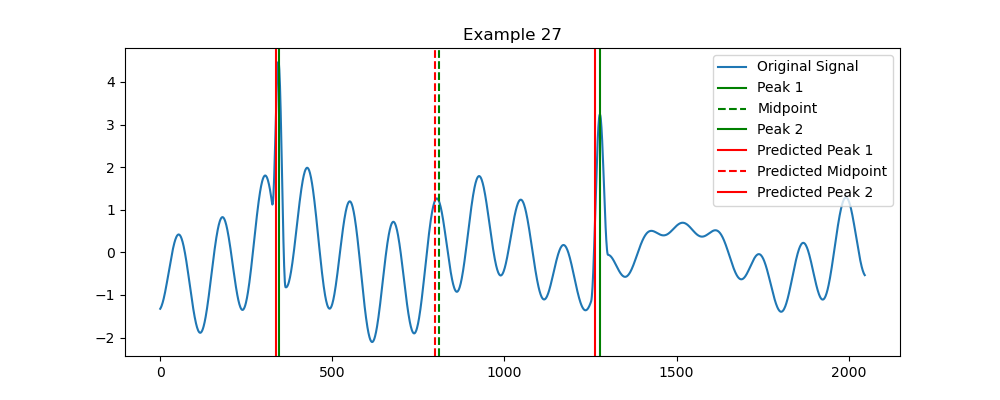 Example 27
Original Signal
Peak 1
Midpoint
Peak 2
Predicted Peak 1
Predicted Midpoint
Predicted Peak 2
4
3
2
1
0
−1
−2
0 500 1000 1500 2000